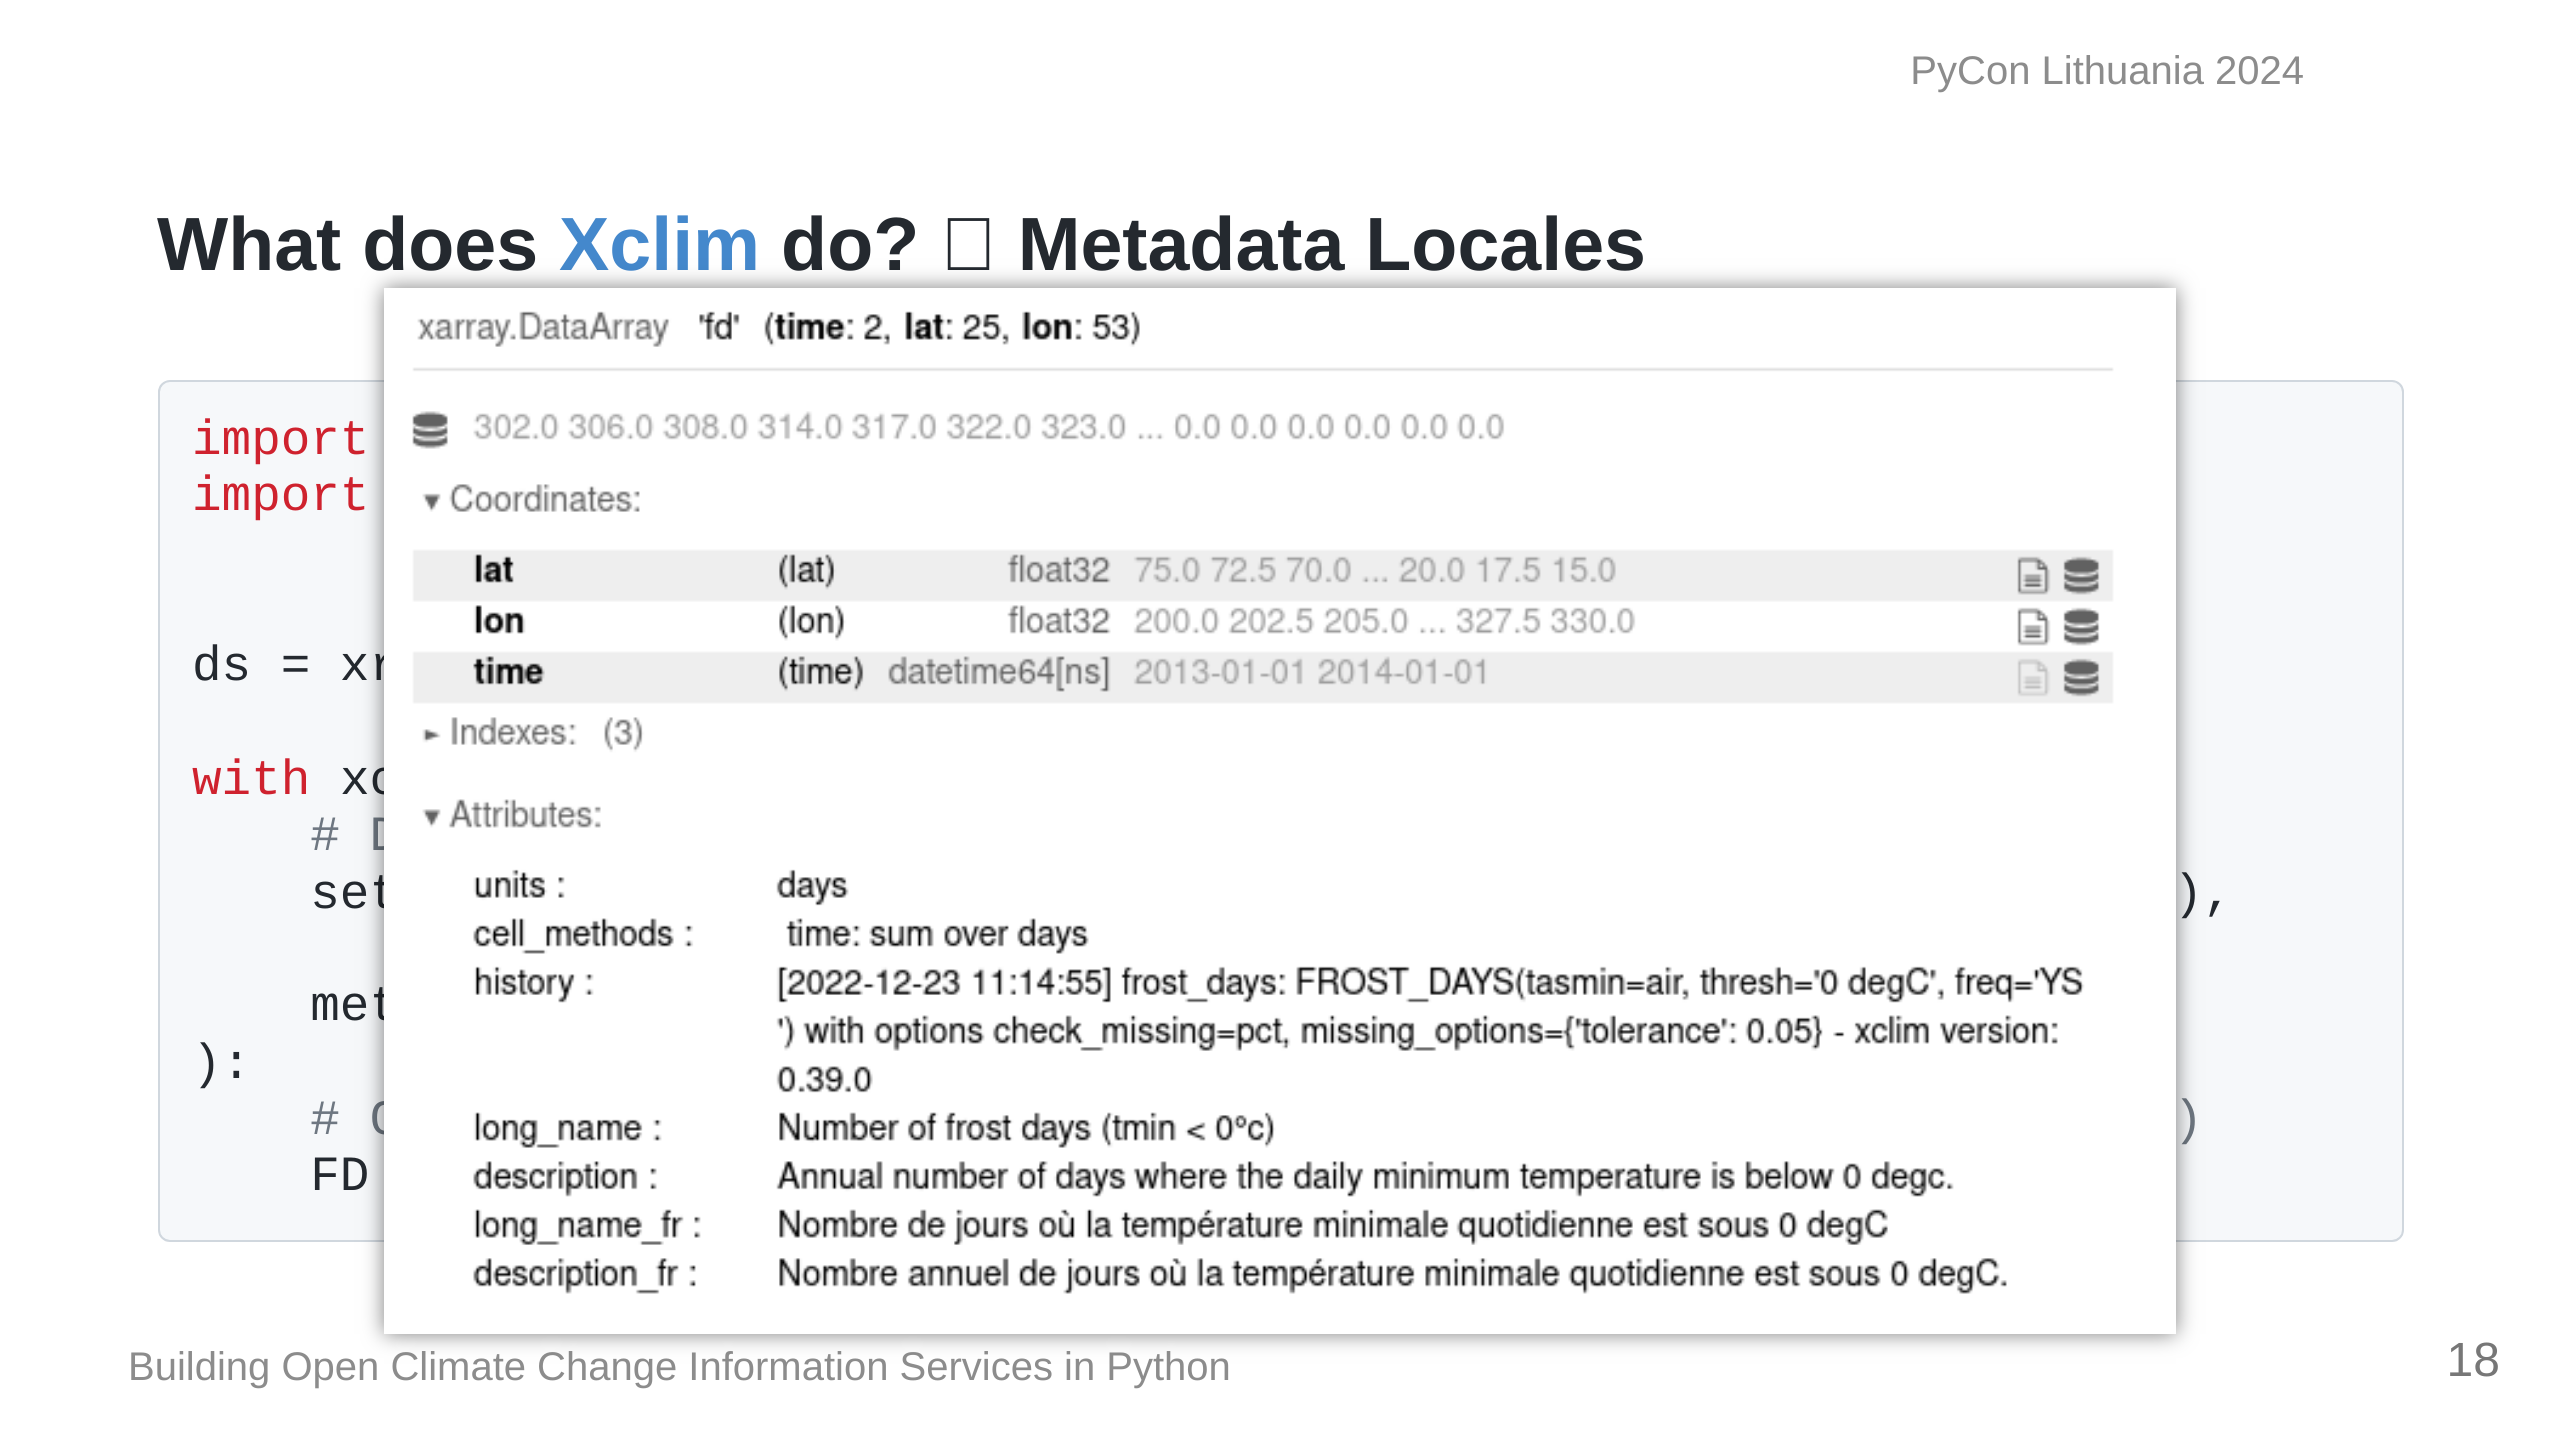 PyCon Lithuania 2024
What does Xclim do? Metadata Locales
xarray.DataArray 'fd' (time: 2, lat: 25, lon: 53)
302.0 306.0 308.0 314.0 317.0 322.0 323.0 ... 0.0 0.0 0.0 0.0 0.0 0.0
▾ Coordinates:
lat (lat) float32 75.0 72.5 70.0 ... 20.0 17.5 15.0
lon (lon) float32 200.0 202.5 205.0 ... 327.5 330.0
time (time) datetime64[ns] 2013-01-01 2014-01-01
▸ Indexes: (3)
▾ Attributes:
units : days
cell_methods : time: sum over days
history : [2022-12-23 11:14:55] frost_days: FROST_DAYS(tasmin=air, thresh='0 degC', freq='YS
') with options check_missing=pct, missing_options={'tolerance': 0.05} - xclim version:
0.39.0
long_name : Number of frost days (tmin < 0°c)
description : Annual number of days where the daily minimum temperature is below 0 degc.
long_name_fr : Nombre de jours où la température minimale quotidienne est sous 0 degC
description_fr : Nombre annuel de jours où la température minimale quotidienne est sous 0 degC.
import
import
ds = xr
with xc
#
set ),
met
):
# )
FD
Building Open Climate Change Information Services in Python
18